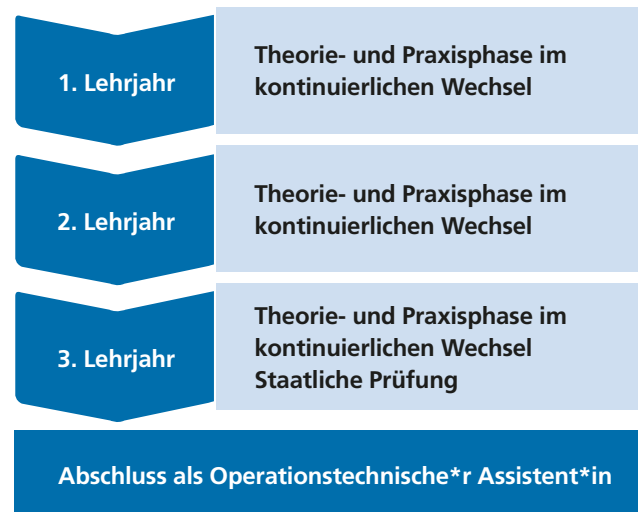 1. Lehrjahr
Theorie- und Praxisphase im
kontinuierlichen Wechsel
2. Lehrjahr
Theorie- und Praxisphase im
kontinuierlichen Wechsel
3. Lehrjahr
Theorie- und Praxisphase im
kontinuierlichen Wechsel
Staatliche Prüfung
Abschluss als Operationstechnische*r Assistent*in